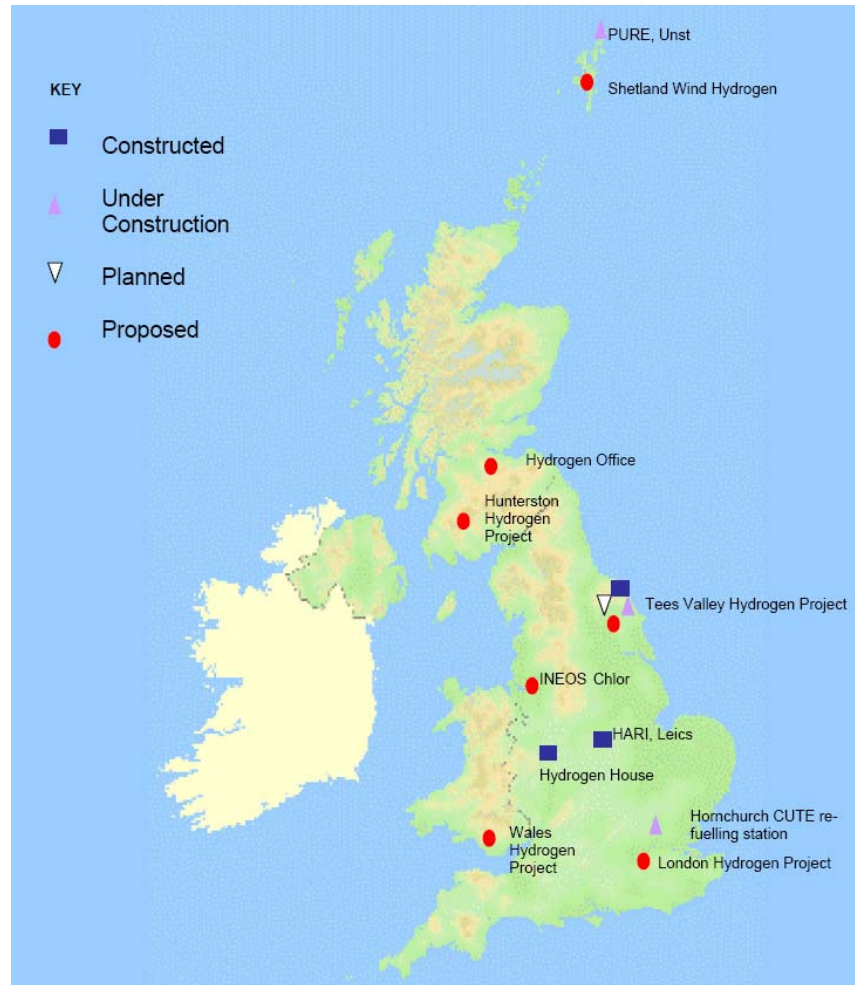 PURE, Unst
Shetland Wind Hydrogen
KEY
Constructed
Under
Construction
Planned
Proposed
Hydrogen Office
Hunterston
Hydrogen
Project
Tees Valley Hydrogen Project
INEOS Chlor
HARI, Leics
Hydrogen House
Hornchurch CUTE re-
fuelling station
Wales
Hydrogen
Project
London Hydrogen Project